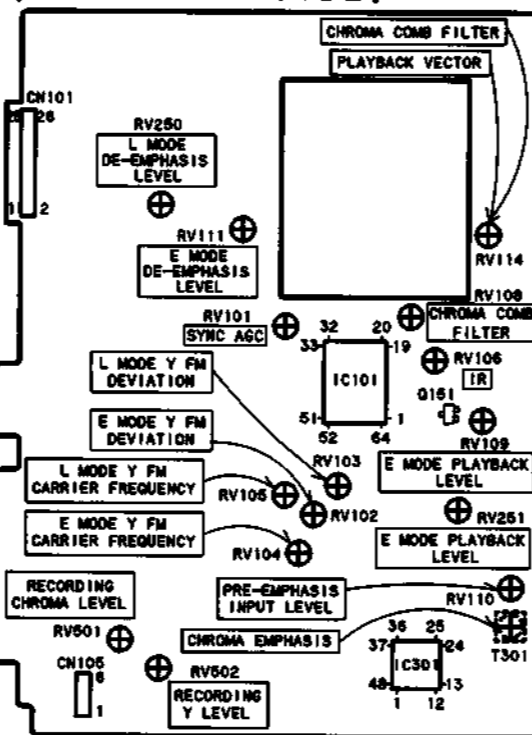 CHROMA COMB FILTER
PLAYBACK VECTOR
CN101
26
1
2
RV250
L MODE
DE-EMPHASIS
LEVEL
RV111
E MODE
DE-EMPHASIS
LEVEL
RV114
RV108
CHROMA COMB
FILTER
RV101
SYNC AGC
32
20
33
19
IC101
51
1
52
64
RV106
IR
Q151
RV109
L MODE Y FM
DEVIATION
E MODE Y FM
DEVIATION
RV103
E MODE PLAYBACK
LEVEL
L MODE Y FM
CARRIER FREQUENCY
RV105
RV102
RV251
E MODE Y FM
CARRIER FREQUENCY
RV104
E MODE PLAYBACK
LEVEL
RECORDING
CHROMA LEVEL
PRE-EMPHASIS
INPUT LEVEL
RV110
RV501
CHROMA EMPHASIS
36
25
37
24
T301
CN105
6
1
RV502
IC301
48
13
1
12
RECORDING
Y LEVEL